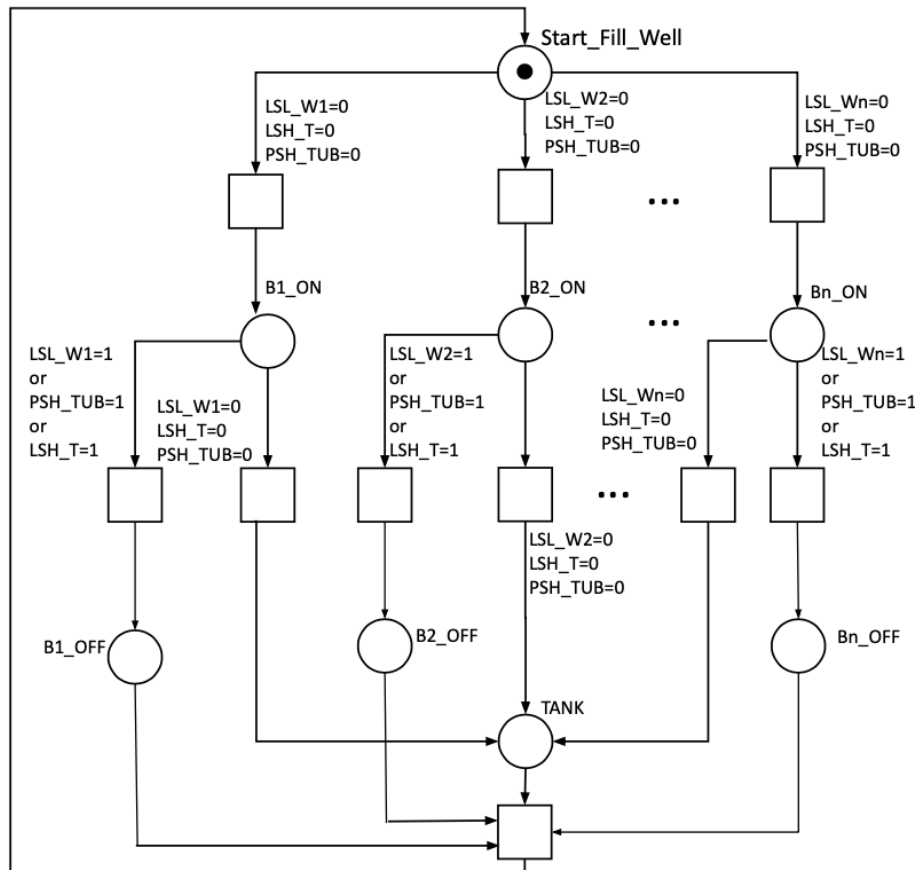 Start_Fill_Well
LSL_W1=0
LSH_T=0
PSH_TUB=0
LSL_W2=0
LSH_T=0
PSH_TUB=0
LSL_Wn=0
LSH_T=0
PSH_TUB=0
...
B1_ON
B2_ON
Bn_ON
...
LSL_W1=1
or
PSH_TUB=1
or
LSH_T=1
LSL_W1=0
LSH_T=0
PSH_TUB=0
LSL_W2=1
or
PSH_TUB=1
or
LSH_T=1
LSL_Wn=0
LSH_T=0
PSH_TUB=0
LSL_Wn=1
or
PSH_TUB=1
or
LSH_T=1
...
LSL_W2=0
LSH_T=0
PSH_TUB=0
B1_OFF
B2_OFF
Bn_OFF
TANK